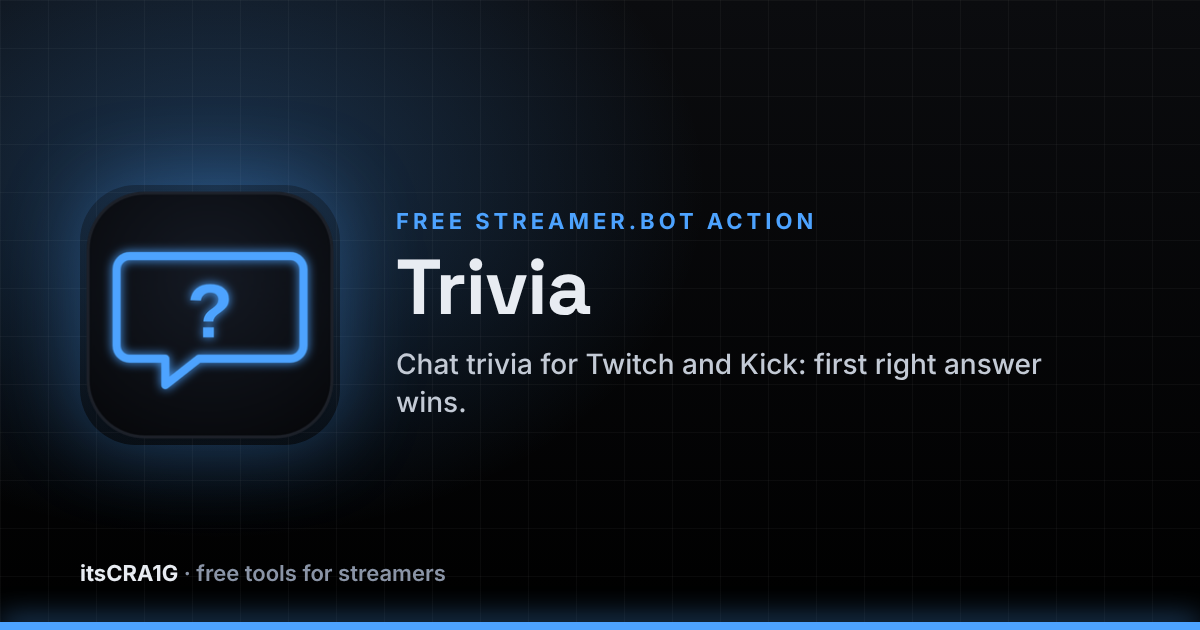 ?
FREE STREAMER.BOT ACTION
Trivia
Chat trivia for Twitch and Kick: first right answer
wins.
itsCRA1G · free tools for streamers